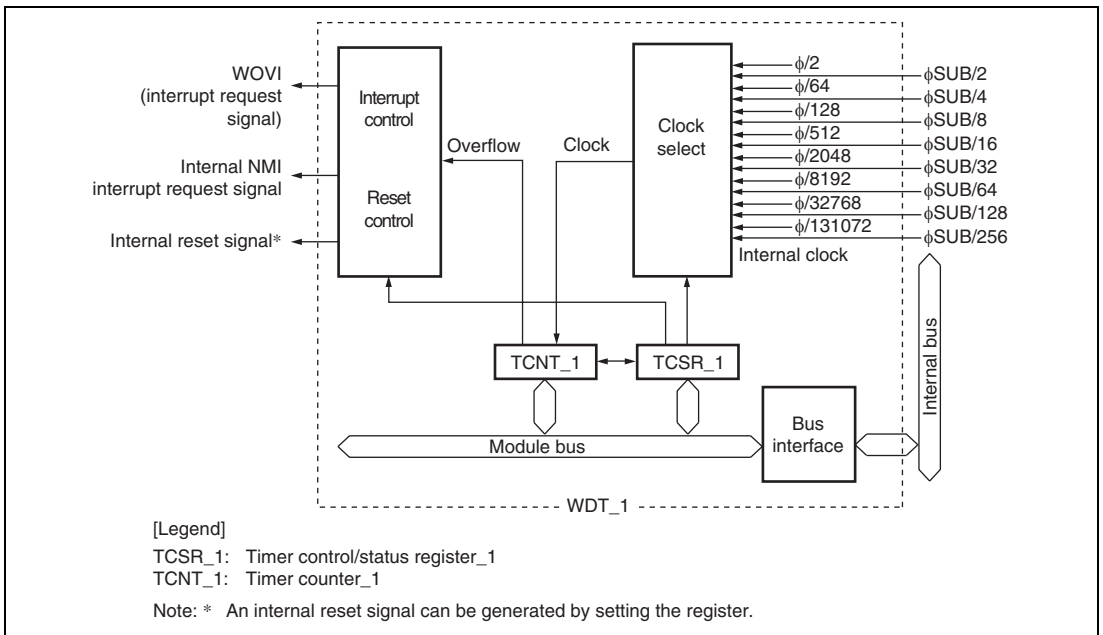 WOVI
(interrupt request
signal)
Internal NMI
interrupt request signal
Internal reset signal*
Interrupt
control
Reset
control
Overflow
Clock
Clock
select
ϕ/2
ϕSUB/2
ϕ/64
ϕSUB/4
ϕ/128
ϕSUB/8
ϕ/512
ϕSUB/16
ϕ/2048
ϕSUB/32
ϕ/8192
ϕSUB/64
ϕ/32768
ϕSUB/128
ϕ/131072
ϕSUB/256
Internal clock
TCNT_1
TCSR_1
Module bus
Bus
interface
Internal bus
WDT_1
[Legend]
TCSR_1: Timer control/status register_1
TCNT_1: Timer counter_1
Note: * An internal reset signal can be generated by setting the register.